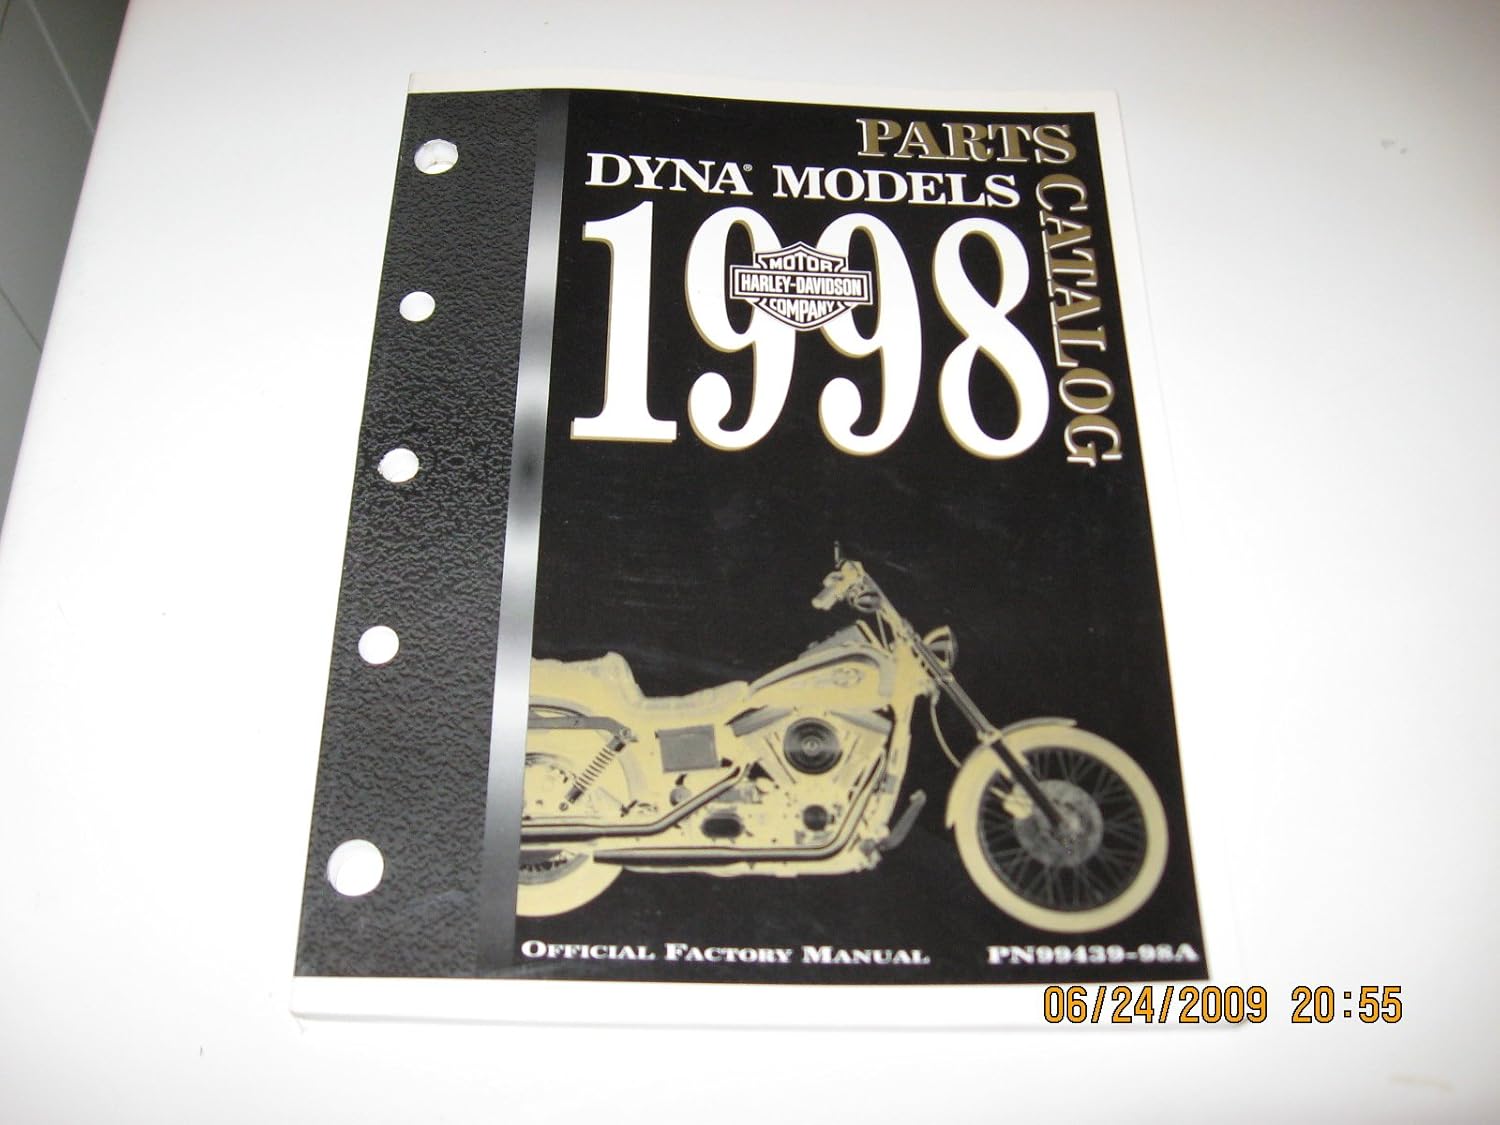 PARTS
CATALOG
DYNA® MODELS
1998
MOTOR
HARLEY-DAVIDSON
COMPANY
OFFICIAL FACTORY MANUAL
PN99439-98A
06/24/2009 20:55